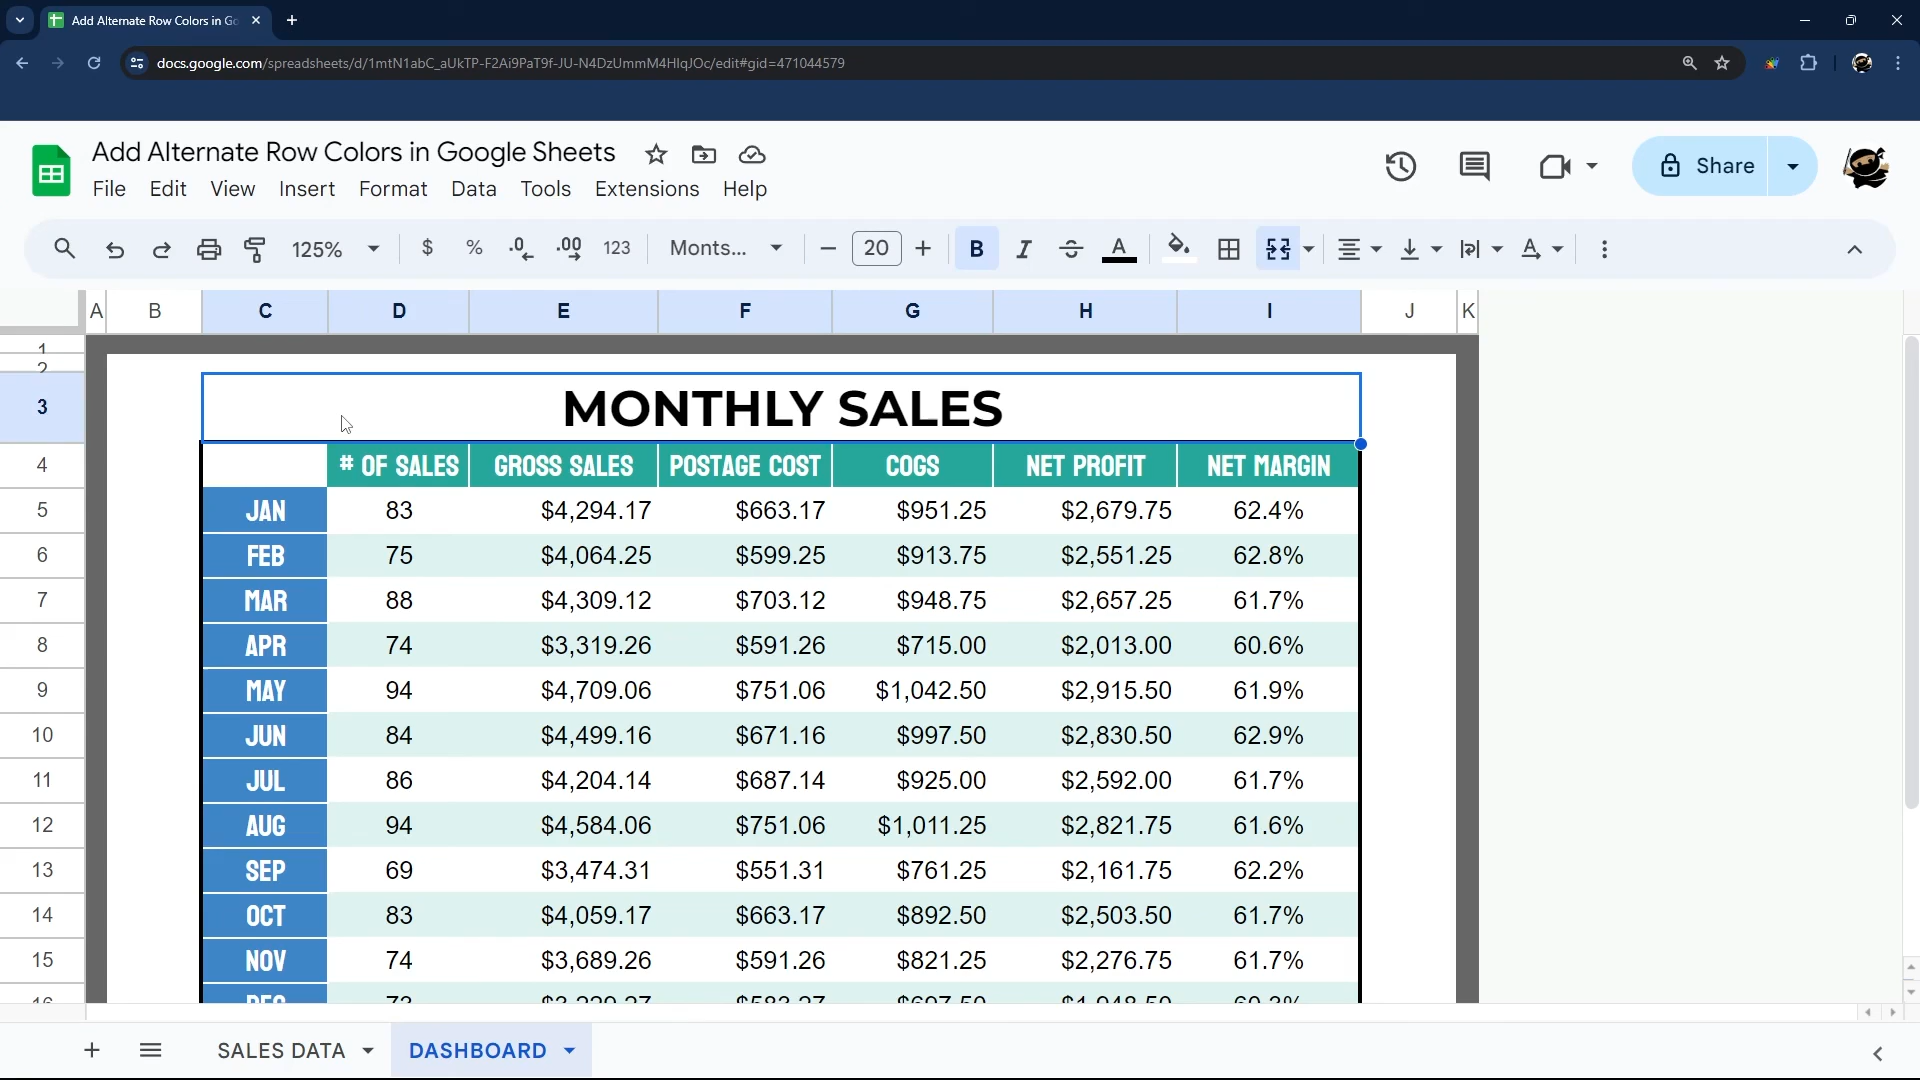 Add Alternate Row Colors in Go
docs.google.com/spreadsheets/d/1mtN1abC_aUkTP-F2Ai9PaT9f-JU-N4DzUmmM4HIqJOc/edit#gid=471044579
Add Alternate Row Colors in Google Sheets
File Edit View Insert Format Data Tools Extensions Help
Share
125% $ % .0 .00 123 Monts... 20 B I S A
A B C D E F G H I J K
1
2
3 MONTHLY SALES
4 # OF SALES GROSS SALES POSTAGE COST COGS NET PROFIT NET MARGIN
5 JAN 83 $4,294.17 $663.17 $951.25 $2,679.75 62.4%
6 FEB 75 $4,064.25 $599.25 $913.75 $2,551.25 62.8%
7 MAR 88 $4,309.12 $703.12 $948.75 $2,657.25 61.7%
8 APR 74 $3,319.26 $591.26 $715.00 $2,013.00 60.6%
9 MAY 94 $4,709.06 $751.06 $1,042.50 $2,915.50 61.9%
10 JUN 84 $4,499.16 $671.16 $997.50 $2,830.50 62.9%
11 JUL 86 $4,204.14 $687.14 $925.00 $2,592.00 61.7%
12 AUG 94 $4,584.06 $751.06 $1,011.25 $2,821.75 61.6%
13 SEP 69 $3,474.31 $551.31 $761.25 $2,161.75 62.2%
14 OCT 83 $4,059.17 $663.17 $892.50 $2,503.50 61.7%
15 NOV 74 $3,689.26 $591.26 $821.25 $2,276.75 61.7%
16 DEC
SALES DATA DASHBOARD